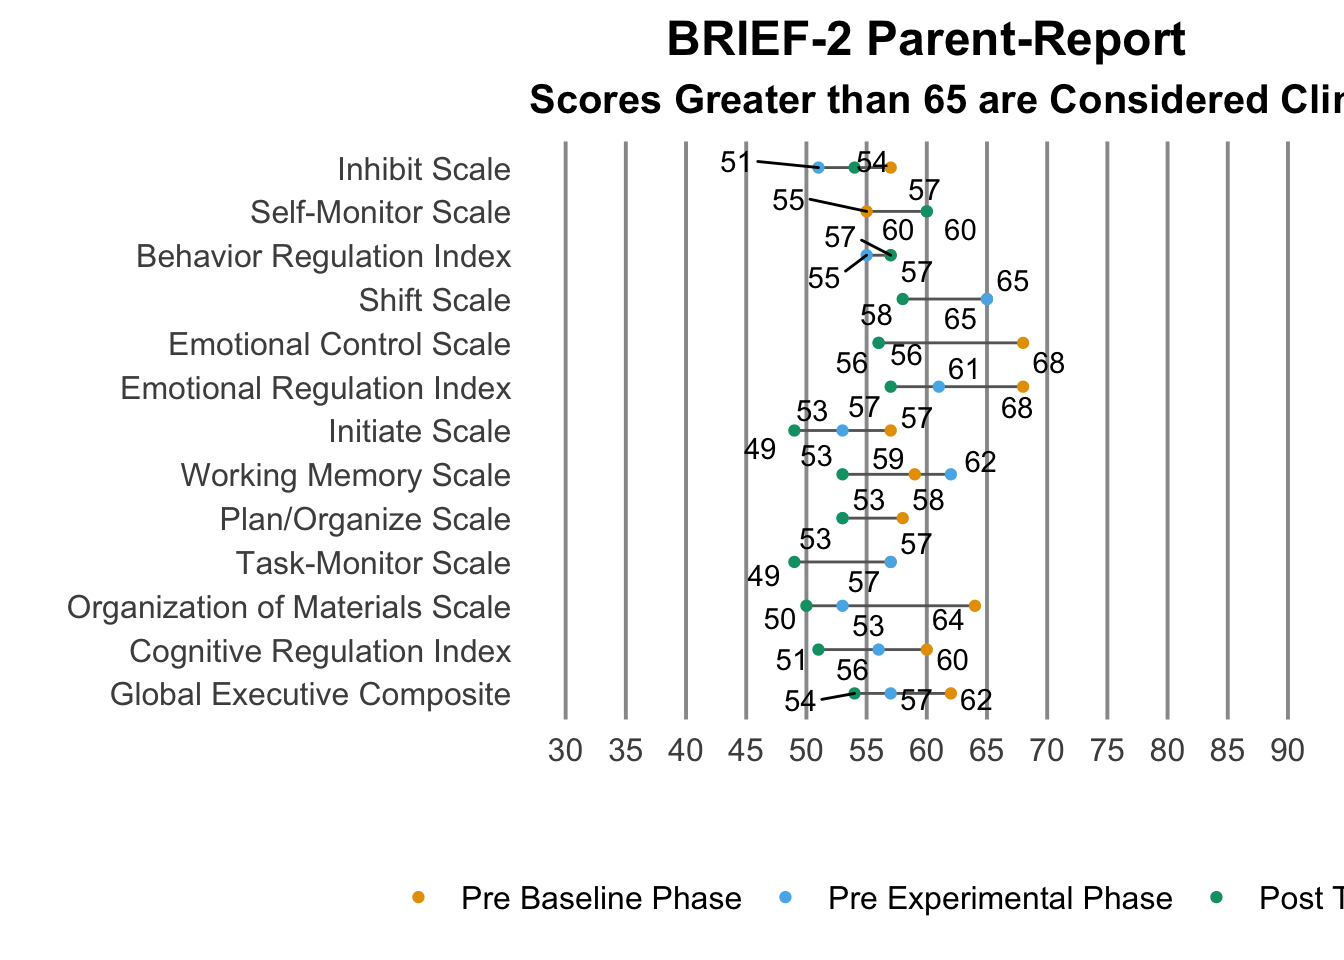 BRIEF-2 Parent-Report
Scores Greater than 65 are Considered Clin
Inhibit Scale
51
54
57
Self-Monitor Scale
55
60
60
Behavior Regulation Index
57
55
57
Shift Scale
65
58
65
Emotional Control Scale
56
56
68
Emotional Regulation Index
61
57
68
Initiate Scale
53
57
49
Working Memory Scale
53
59
62
Plan/Organize Scale
53
58
53
Task-Monitor Scale
57
49
57
Organization of Materials Scale
50
53
64
Cognitive Regulation Index
51
56
60
Global Executive Composite
54
57
62
30 35 40 45 50 55 60 65 70 75 80 85 90
Pre Baseline Phase Pre Experimental Phase Post T